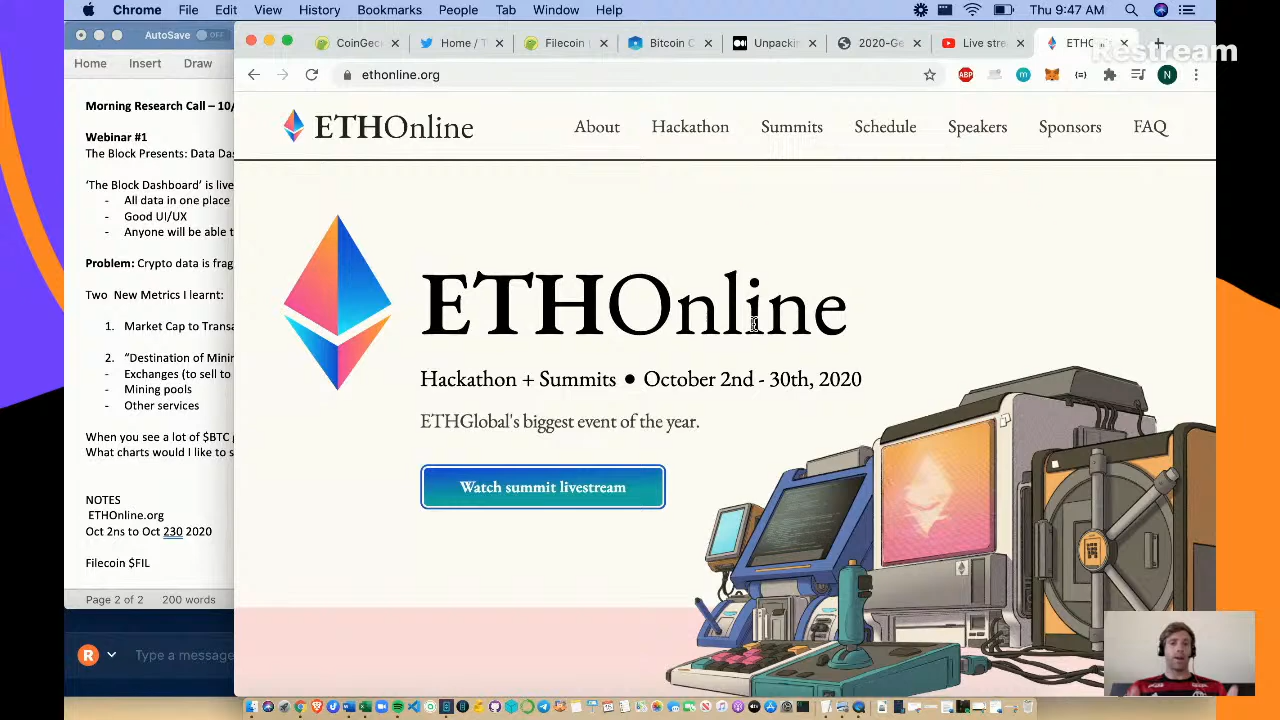 Chrome File Edit View History Bookmarks People Tab Window Help Thu 9:47 AM
AutoSave OFF
CoinGec Home / T Filecoin Bitcoin C Unpacki 2020-Ge Live stre ETHO
Restream
Home Insert Draw
ethonline.org
ABP
N
Morning Research Call – 10/
Webinar #1
The Block Presents: Data Das
'The Block Dashboard' is live
- All data in one place
- Good UI/UX
- Anyone will be able t
Problem: Crypto data is frag
Two New Metrics I learnt:
1. Market Cap to Transa
2. "Destination of Minin
- Exchanges (to sell to
- Mining pools
- Other services
When you see a lot of $BTC
What charts would I like to s
NOTES
ETHOnline.org
Oct 2ns to Oct 230 2020
Filecoin $FIL
Page 2 of 2 200 words
R Type a message
ETHOnline
About Hackathon Summits Schedule Speakers Sponsors FAQ
ETHOnline
Hackathon + Summits ● October 2nd - 30th, 2020
ETHGlobal's biggest event of the year.
Watch summit livestream